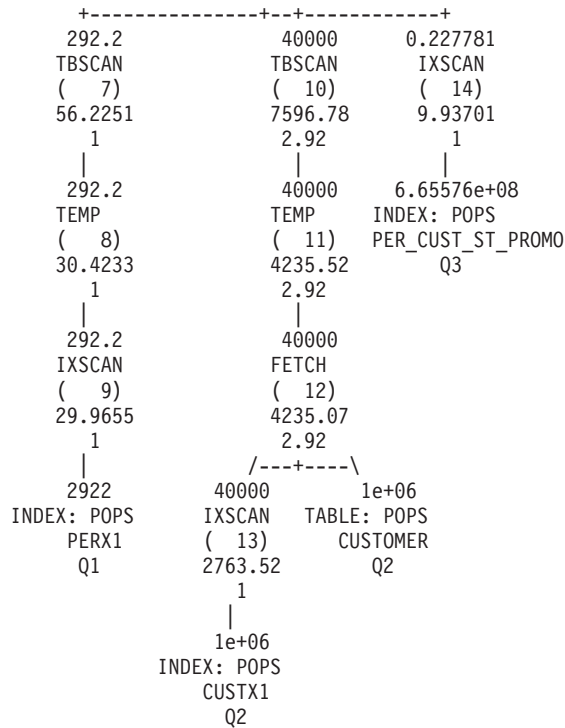 +---------------+--+------------+
292.2 40000 0.227781
TBSCAN TBSCAN IXSCAN
( 7) ( 10) ( 14)
56.2251 7596.78 9.93701
1 2.92 1
| | |
292.2 40000 6.65576e+08
TEMP TEMP INDEX: POPS
( 8) ( 11) PER_CUST_ST_PROMO
30.4233 4235.52 Q3
1 2.92
| |
292.2 40000
IXSCAN FETCH
( 9) ( 12)
29.9655 4235.07
1 2.92
| /---+----\
2922 40000 1e+06
INDEX: POPS IXSCAN TABLE: POPS
PERX1 ( 13) CUSTOMER
Q1 2763.52 Q2
1
|
1e+06
INDEX: POPS
CUSTX1
Q2